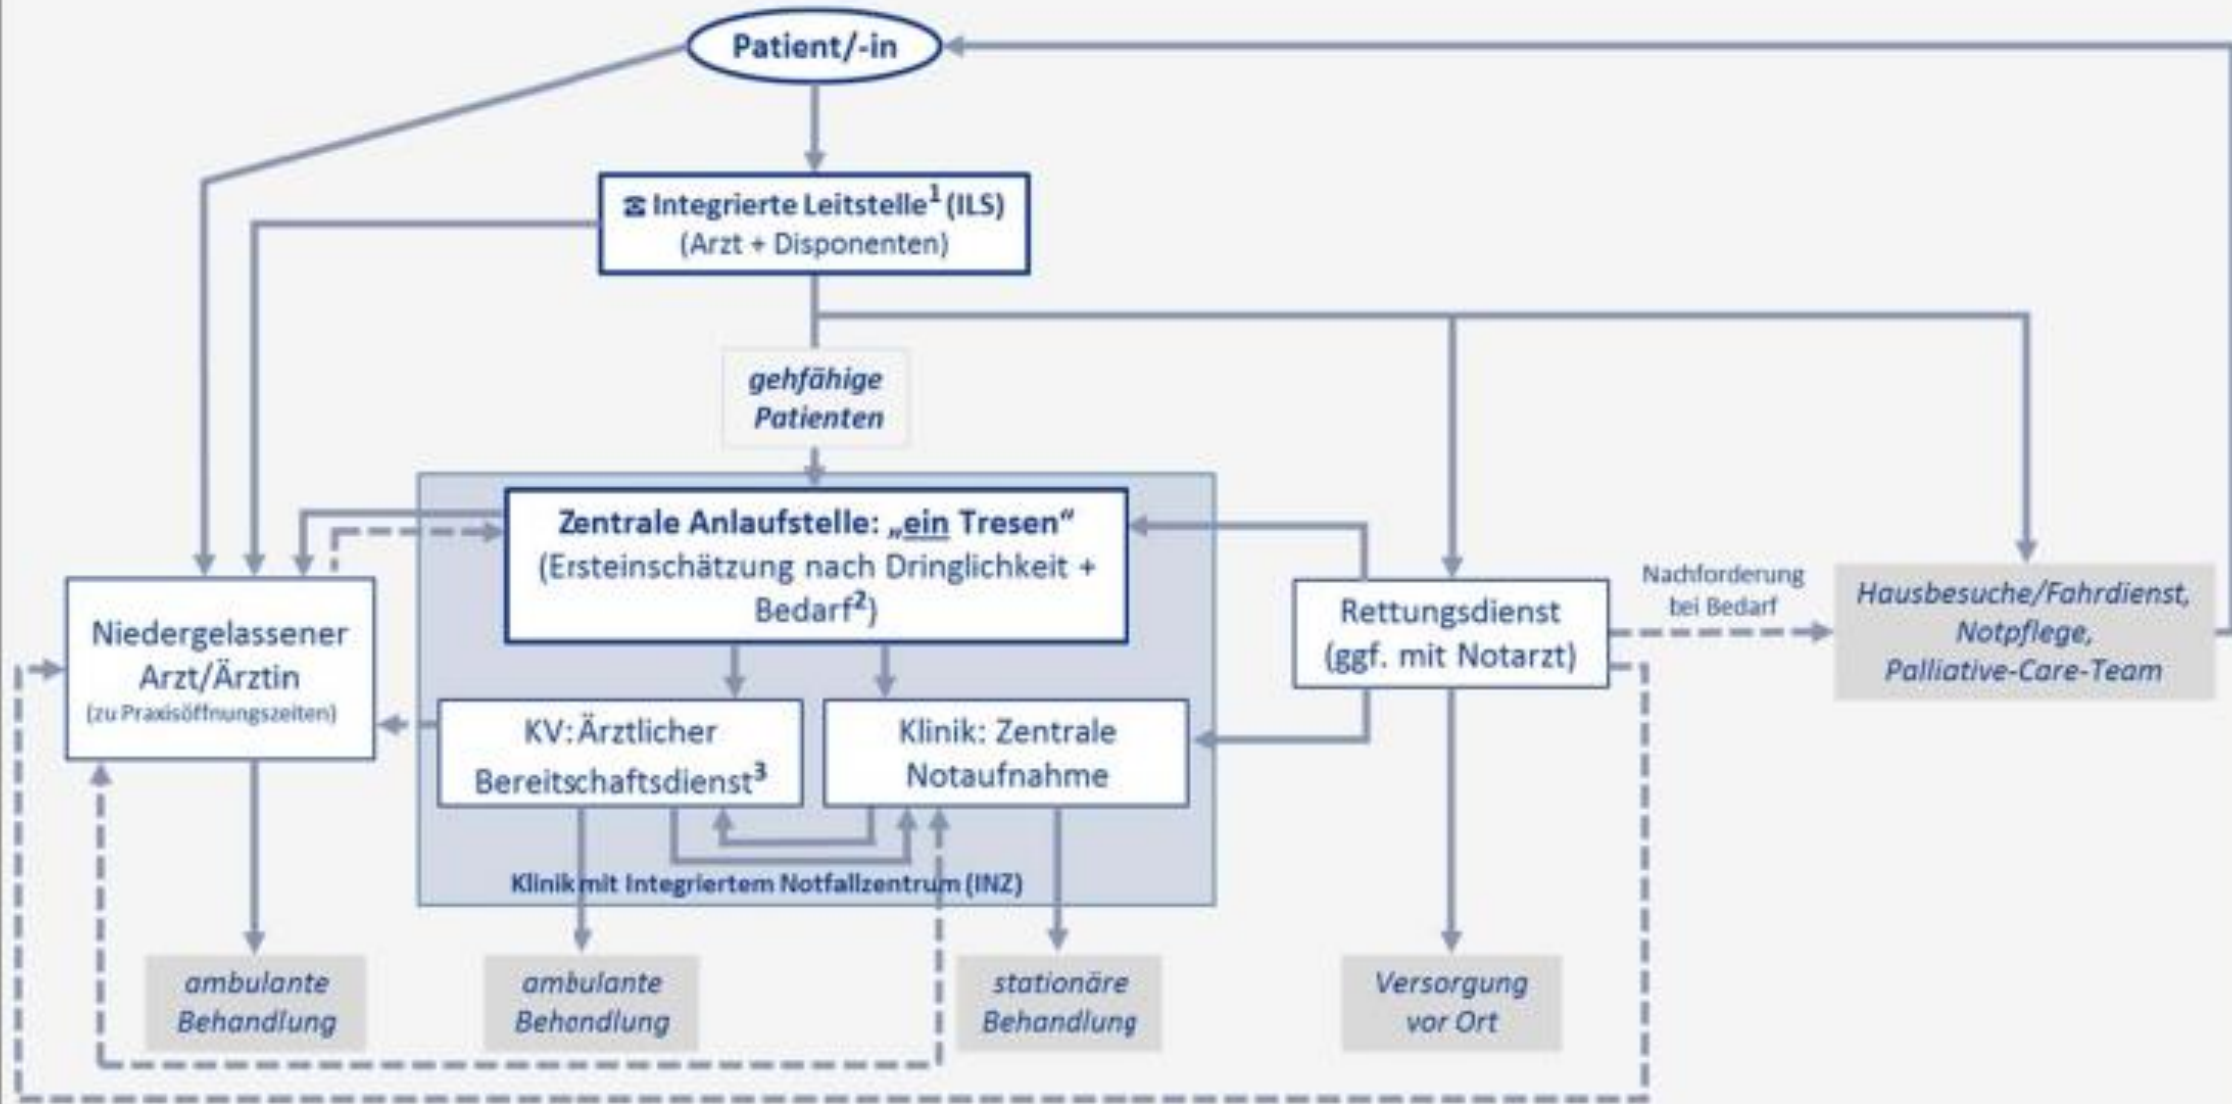 Patient/-in
☎ Integrierte Leitstelle¹ (ILS)
(Arzt + Disponenten)
gehfähige
Patienten
Zentrale Anlaufstelle: „ein Tresen“
(Ersteinschätzung nach Dringlichkeit +
Bedarf²)
Niedergelassener
Arzt/Ärztin
(zu Praxisöffnungszeiten)
KV: Ärztlicher
Bereitschaftsdienst³
Klinik: Zentrale
Notaufnahme
Klinik mit Integriertem Notfallzentrum (INZ)
Rettungsdienst
(ggf. mit Notarzt)
Nachforderung
bei Bedarf
Hausbesuche/Fahrdienst,
Notpflege,
Palliative-Care-Team
ambulante
Behandlung
ambulante
Behandlung
stationäre
Behandlung
Versorgung
vor Ort